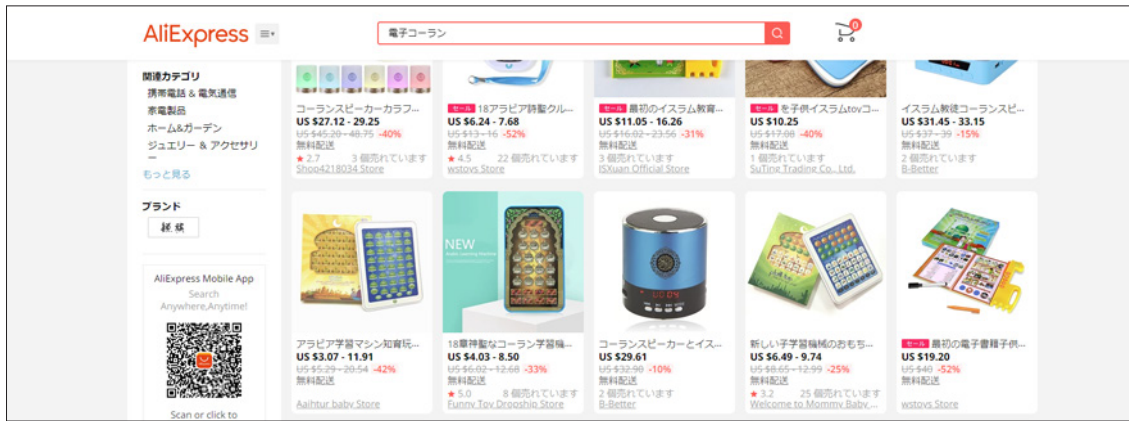 AliExpress
電子コーラン
0
関連カテゴリ
携帯電話 & 電気通信
家電製品
ホーム&ガーデン
ジュエリー & アクセサリ
ー
もっと見る
ブランド
AliExpress Mobile App
Search
Anywhere,Anytime!
Scan or click to
コーランスピーカーカラフ...
US $27.12 - 29.25
US $45.20 - 48.75 -40%
無料配送
★ 2.7 3 個売れています
Shop4218034 Store
セール 18アラビア詩聖クル...
US $6.24 - 7.68
US $13 - 16 -52%
無料配送
★ 4.5 22 個売れています
wstoys Store
セール 最初のイスラム教育...
US $11.05 - 16.26
US $16.02 - 23.56 -31%
無料配送
3 個売れています
ISXuan Official Store
セール を子供イスラムtoyコ...
US $10.25
US $17.08 -40%
無料配送
1 個売れています
SuTing Trading Co., Ltd.
イスラム教徒コーランスピ...
US $31.45 - 33.15
US $37 - 39 -15%
無料配送
2 個売れています
B-Better
アラビア学習マシン知育玩...
US $3.07 - 11.91
US $5.29 - 20.54 -42%
無料配送
Aaihtur baby Store
NEW
18章神聖なコーラン学習機...
US $4.03 - 8.50
US $6.02 - 12.68 -33%
無料配送
★ 5.0 8 個売れています
Funny Toy Dropship Store
コーランスピーカーとイス...
US $29.61
US $32.90 -10%
無料配送
2 個売れています
B-Better
新しい子学習機械のおもち...
US $6.49 - 9.74
US $8.65 - 12.99 -25%
無料配送
★ 3.2 25 個売れています
Welcome to Mommy Baby ...
セール 最初の電子書籍子供...
US $19.20
US $40 -52%
無料配送
wstoys Store